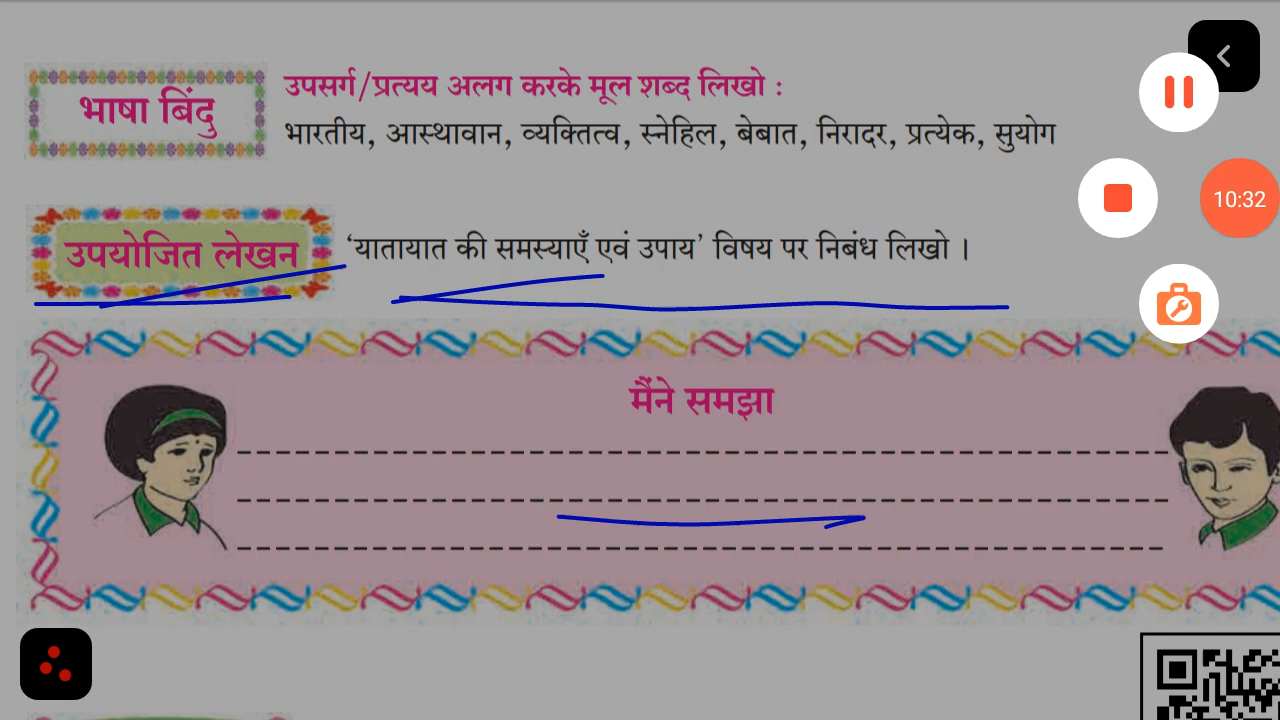 भाषा बिंदु
उपसर्ग/प्रत्यय अलग करके मूल शब्द लिखो :
भारतीय, आस्थावान, व्यक्तित्व, स्नेहिल, बेबात, निरादर, प्रत्येक, सुयोग
10:32
उपयोजित लेखन
‘यातायात की समस्याएँ एवं उपाय’ विषय पर निबंध लिखो ।
मैंने समझा